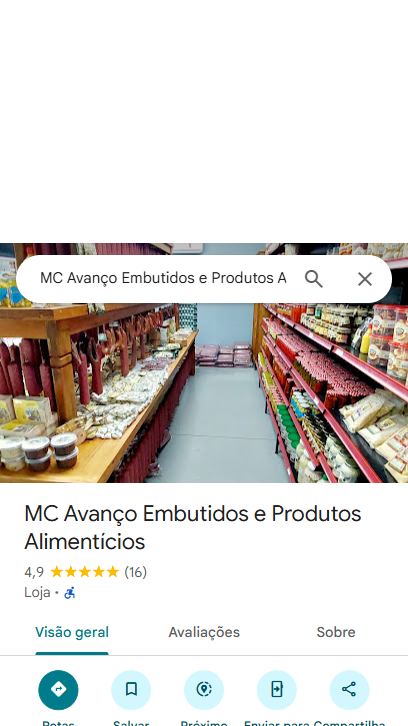 MC Avanço Embutidos e Produtos A
MC Avanço Embutidos e Produtos
Alimentícios
4,9 ★★★★★ (16)
Loja ·
Visão geral Avaliações Sobre
Rotas Salvar Próximo Enviar para Compartilha